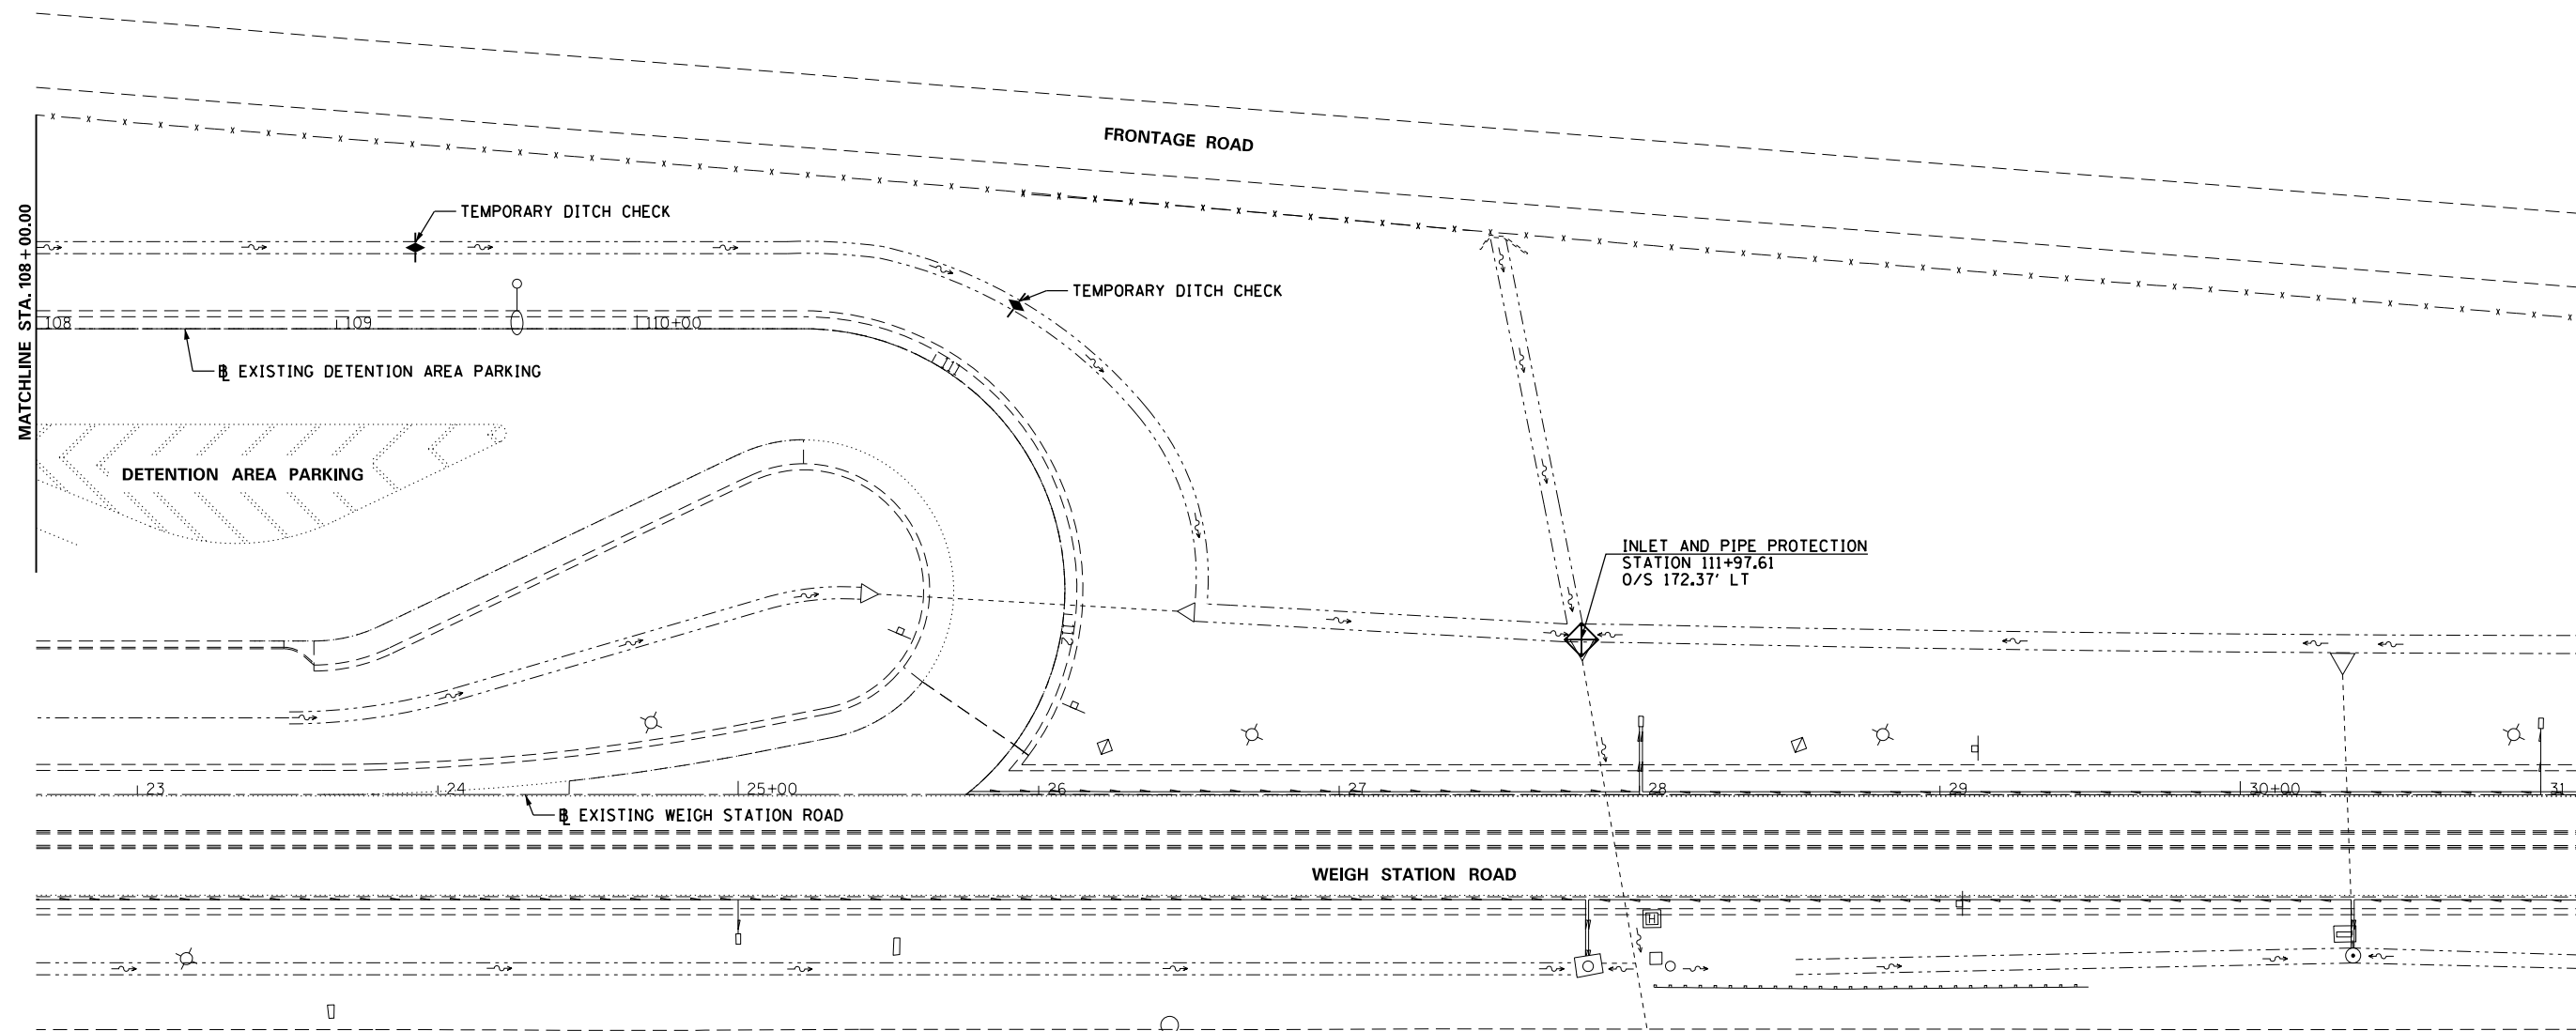 FRONTAGE ROAD
TEMPORARY DITCH CHECK
MATCHLINE STA. 108+00.00
TEMPORARY DITCH CHECK
108
109
110+00
111
EXISTING DETENTION AREA PARKING
DETENTION AREA PARKING
INLET AND PIPE PROTECTION
STATION 111+97.61
O/S 172.37' LT
112
23
24
25+00
26
27
28
29
30+00
31
EXISTING WEIGH STATION ROAD
WEIGH STATION ROAD
H